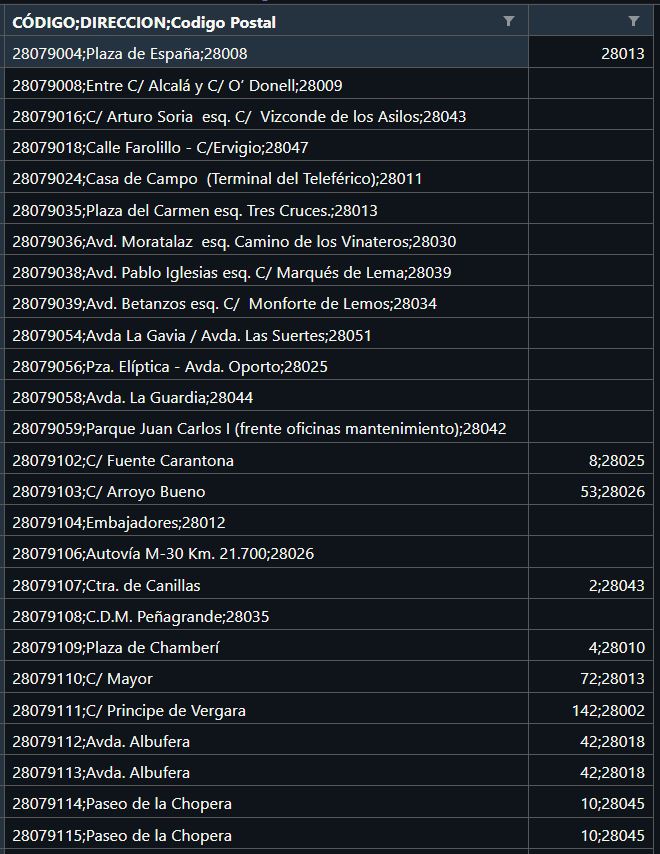 CÓDIGO;DIRECCION;Codigo Postal
28079004;Plaza de España;28008 28013
28079008;Entre C/ Alcalá y C/ O’ Donell;28009
28079016;C/ Arturo Soria  esq. C/  Vizconde de los Asilos;28043
28079018;Calle Farolillo - C/Ervigio;28047
28079024;Casa de Campo  (Terminal del Teleférico);28011
28079035;Plaza del Carmen esq. Tres Cruces.;28013
28079036;Avd. Moratalaz  esq. Camino de los Vinateros;28030
28079038;Avd. Pablo Iglesias esq. C/ Marqués de Lema;28039
28079039;Avd. Betanzos esq. C/  Monforte de Lemos;28034
28079054;Avda La Gavia / Avda. Las Suertes;28051
28079056;Pza. Elíptica - Avda. Oporto;28025
28079058;Avda. La Guardia;28044
28079059;Parque Juan Carlos I (frente oficinas mantenimiento);28042
28079102;C/ Fuente Carantona 8;28025
28079103;C/ Arroyo Bueno 53;28026
28079104;Embajadores;28012
28079106;Autovía M-30 Km. 21.700;28026
28079107;Ctra. de Canillas 2;28043
28079108;C.D.M. Peñagrande;28035
28079109;Plaza de Chamberí 4;28010
28079110;C/ Mayor 72;28013
28079111;C/ Principe de Vergara 142;28002
28079112;Avda. Albufera 42;28018
28079113;Avda. Albufera 42;28018
28079114;Paseo de la Chopera 10;28045
28079115;Paseo de la Chopera 10;28045